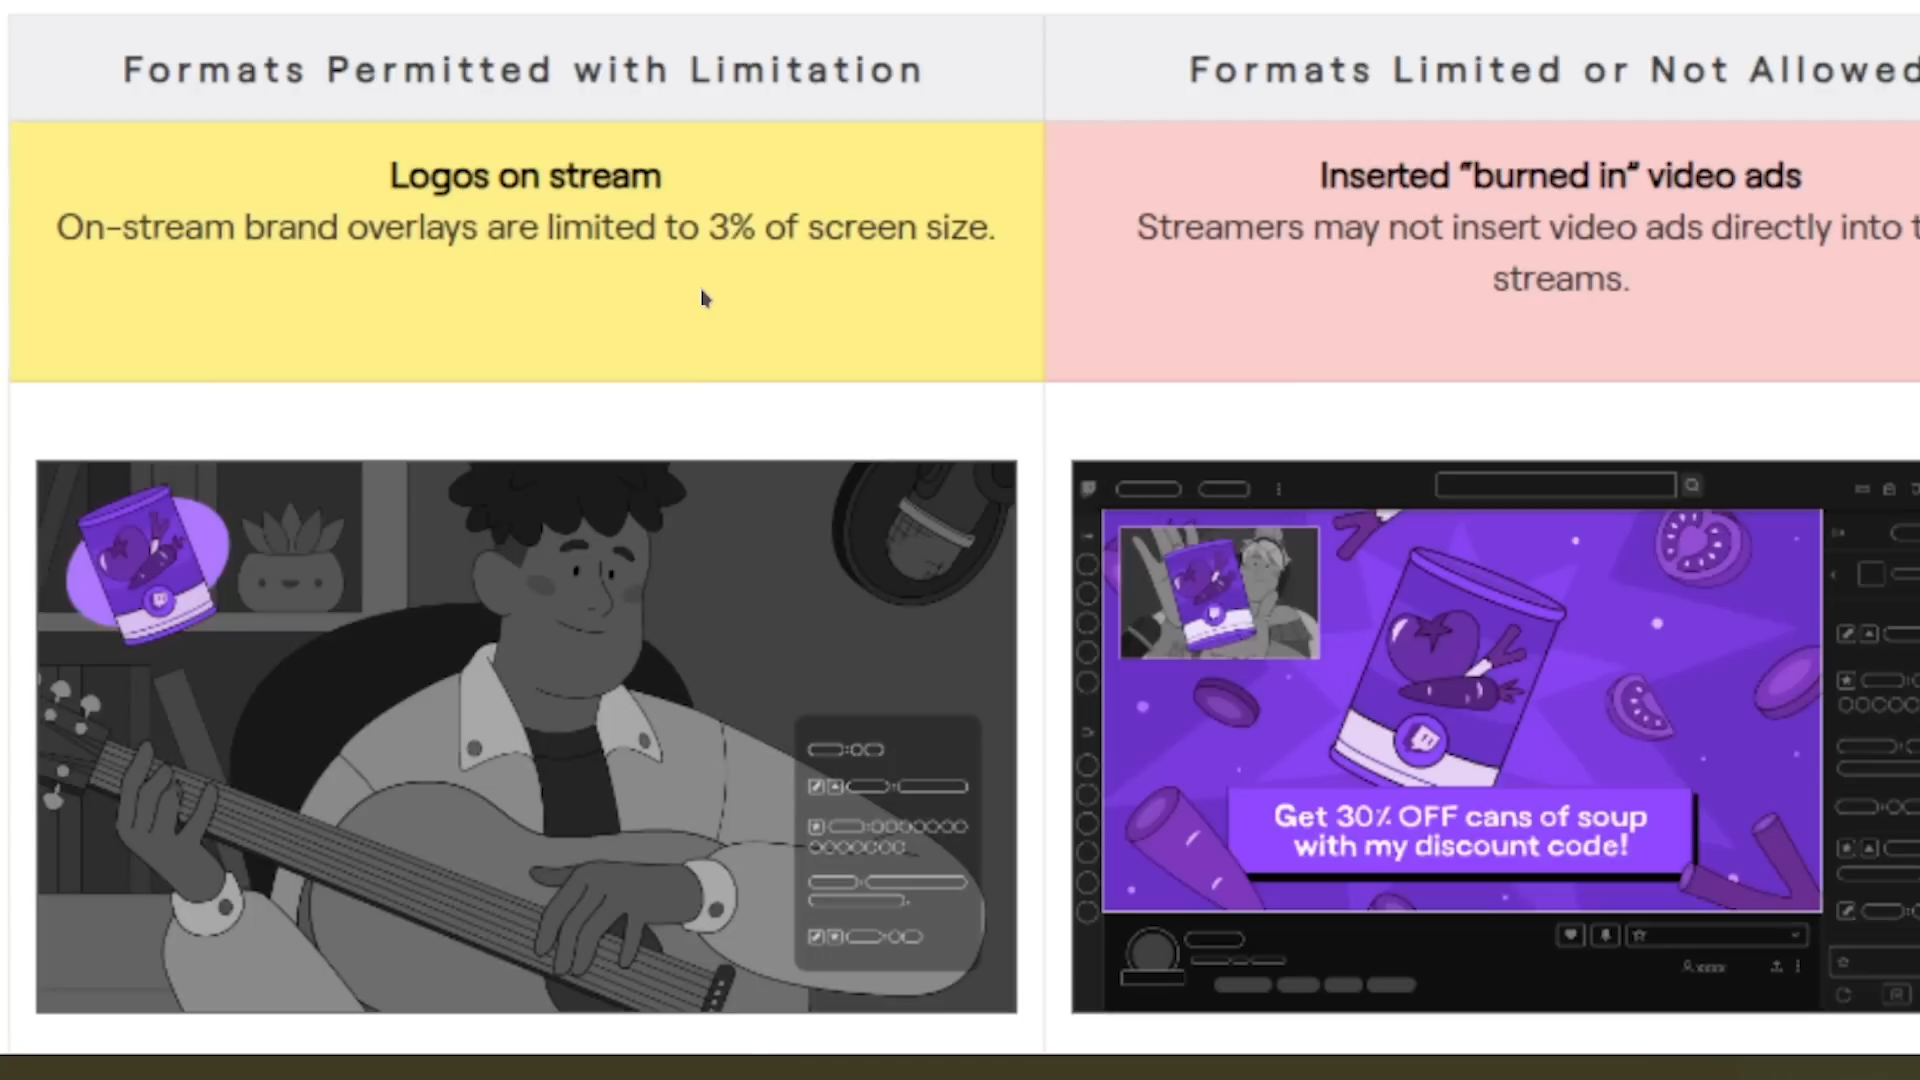 Formats Permitted with Limitation
Formats Limited or Not Allowed
Logos on stream
On-stream brand overlays are limited to 3% of screen size.
Inserted “burned in” video ads
Streamers may not insert video ads directly into
streams.
Get 30% OFF cans of soup
with my discount code!